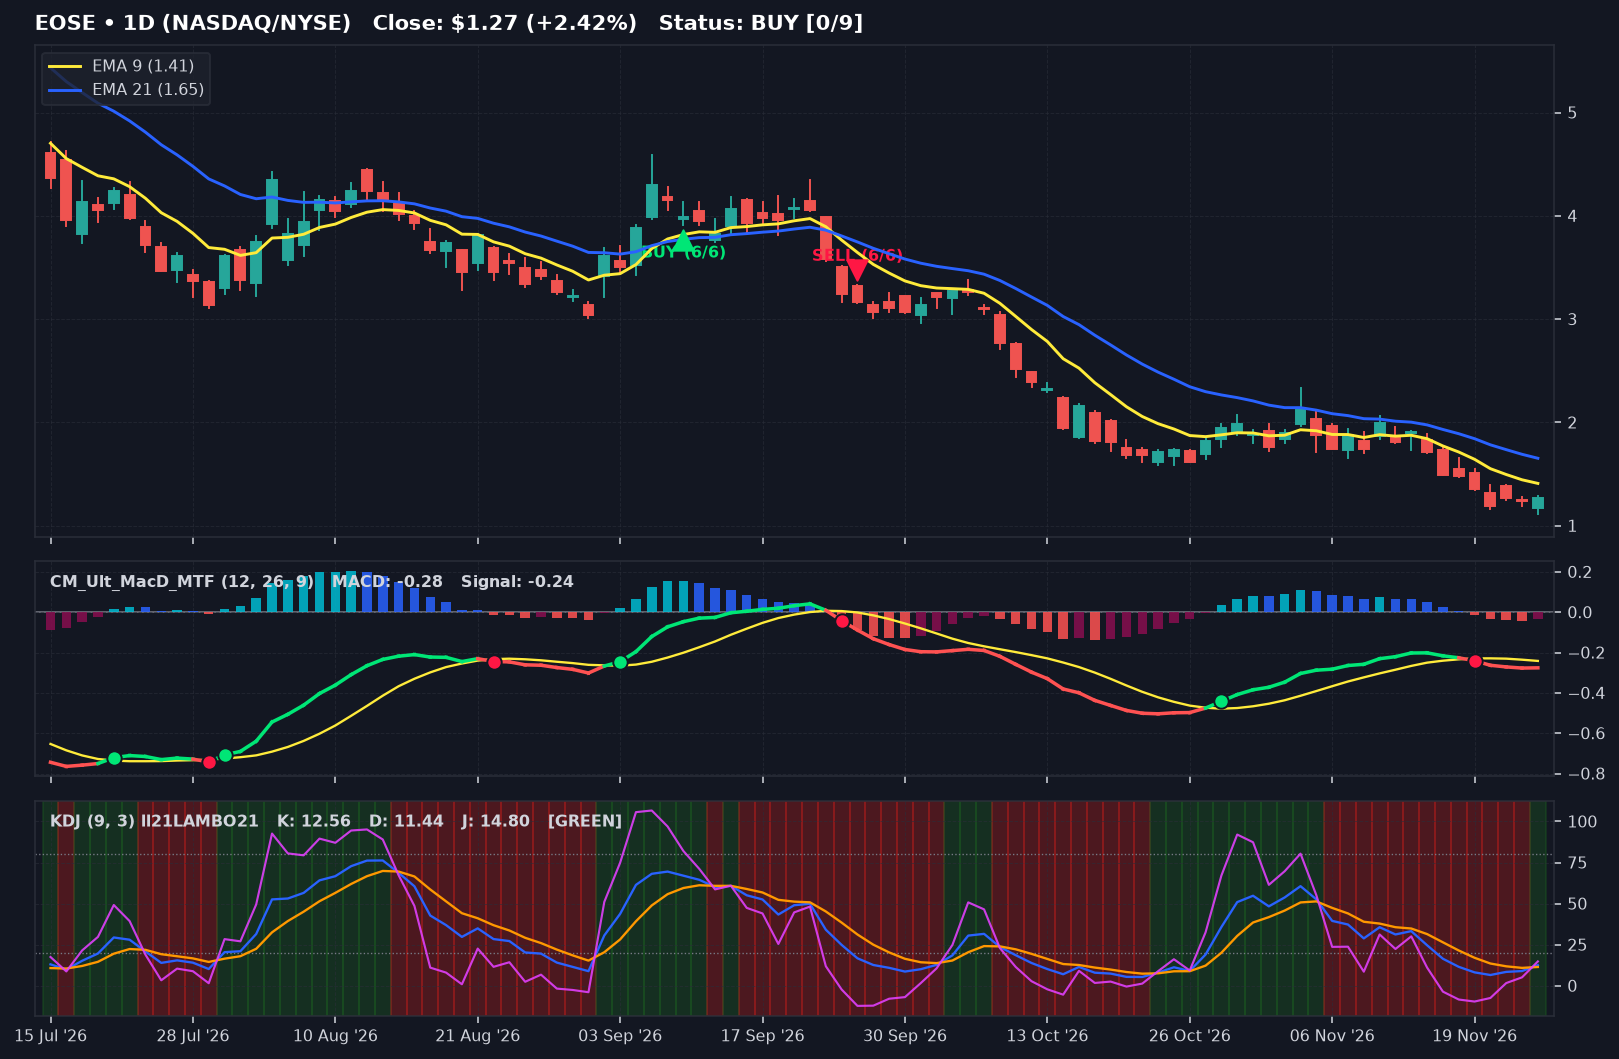 EOSE • 1D (NASDAQ/NYSE)   Close: $1.27 (+2.42%)   Status: BUY [0/9]
EMA 9 (1.41)
EMA 21 (1.65)
5
4
BUY (6/6)
SELL (6/6)
3
2
1
CM_Ult_MacD_MTF (12, 26, 9)   MACD: -0.28   Signal: -0.24
0.2
0.0
−0.2
−0.4
−0.6
−0.8
KDJ (9, 3) II21LAMBO21   K: 12.56   D: 11.44   J: 14.80   [GREEN]
100
75
50
25
0
15 Jul '26   28 Jul '26   10 Aug '26   21 Aug '26   03 Sep '26   17 Sep '26   30 Sep '26   13 Oct '26   26 Oct '26   06 Nov '26   19 Nov '26